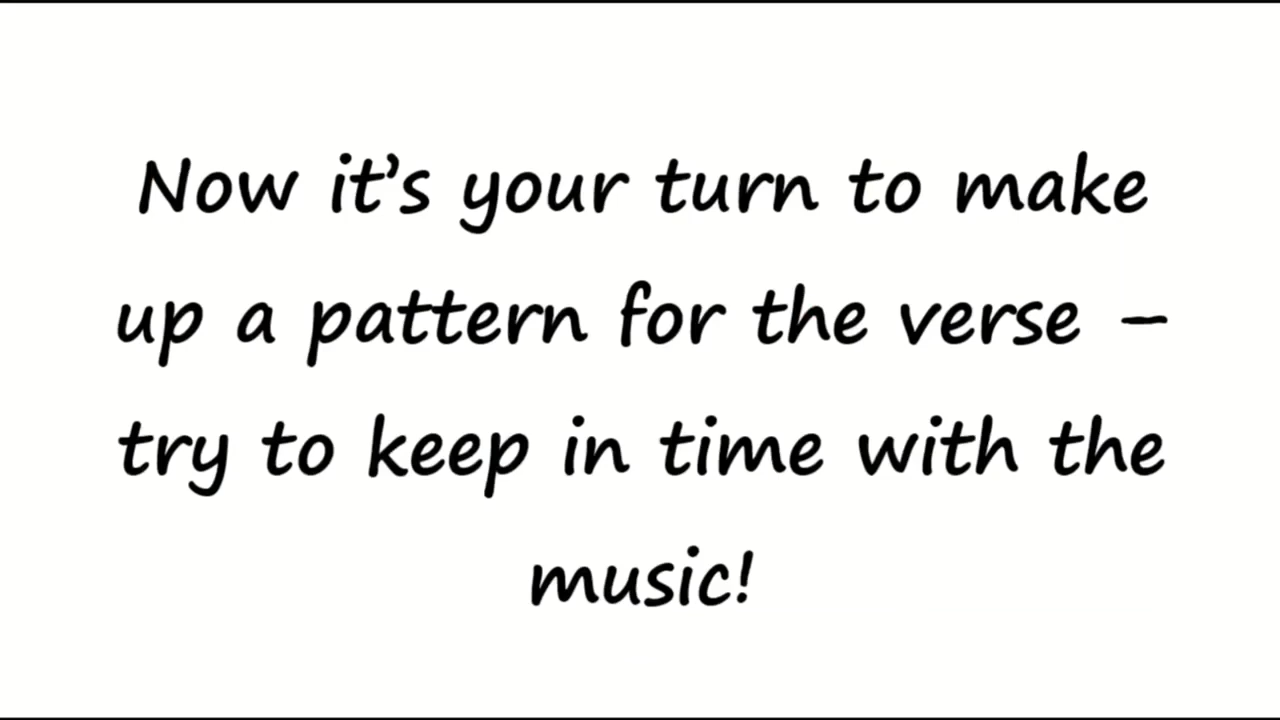 Now it’s your turn to make
up a pattern for the verse –
try to keep in time with the
music!